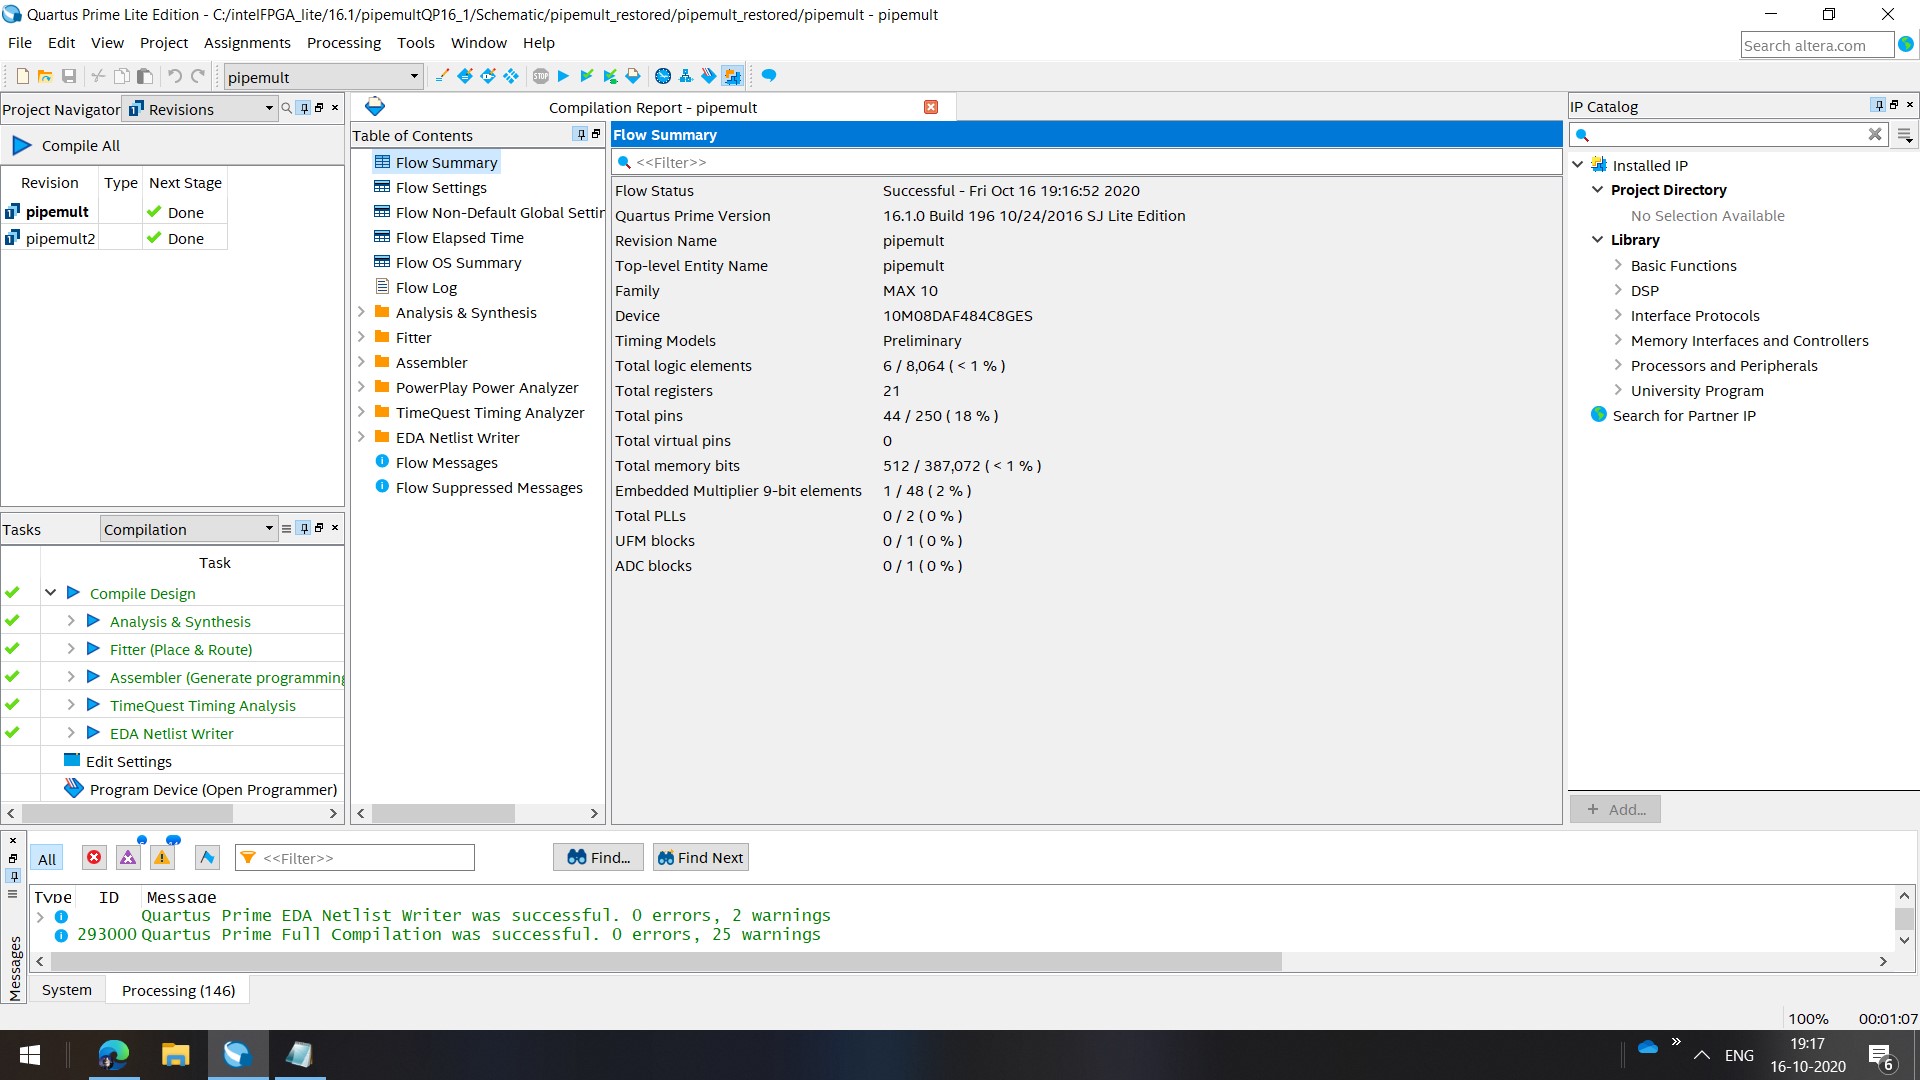 Quartus Prime Lite Edition - C:/intelFPGA_lite/16.1/pipemultQP16_1/Schematic/pipemult_restored/pipemult_restored/pipemult - pipemult
File Edit View Project Assignments Processing Tools Window Help
Search altera.com
pipemult
STOP
Project Navigator Revisions
Compile All
Revision Type Next Stage
pipemult Done
pipemult2 Done
Tasks Compilation
Task
Compile Design
Analysis & Synthesis
Fitter (Place & Route)
Assembler (Generate programming
TimeQuest Timing Analysis
EDA Netlist Writer
Edit Settings
Program Device (Open Programmer)
Compilation Report - pipemult
Table of Contents
Flow Summary
Flow Settings
Flow Non-Default Global Settin
Flow Elapsed Time
Flow OS Summary
Flow Log
Analysis & Synthesis
Fitter
Assembler
PowerPlay Power Analyzer
TimeQuest Timing Analyzer
EDA Netlist Writer
Flow Messages
Flow Suppressed Messages
Flow Summary
<<Filter>>
Flow Status Successful - Fri Oct 16 19:16:52 2020
Quartus Prime Version 16.1.0 Build 196 10/24/2016 SJ Lite Edition
Revision Name pipemult
Top-level Entity Name pipemult
Family MAX 10
Device 10M08DAF484C8GES
Timing Models Preliminary
Total logic elements 6 / 8,064 ( < 1 % )
Total registers 21
Total pins 44 / 250 ( 18 % )
Total virtual pins 0
Total memory bits 512 / 387,072 ( < 1 % )
Embedded Multiplier 9-bit elements 1 / 48 ( 2 % )
Total PLLs 0 / 2 ( 0 % )
UFM blocks 0 / 1 ( 0 % )
ADC blocks 0 / 1 ( 0 % )
IP Catalog
Installed IP
Project Directory
No Selection Available
Library
Basic Functions
DSP
Interface Protocols
Memory Interfaces and Controllers
Processors and Peripherals
University Program
Search for Partner IP
+ Add...
Messages
All
<<Filter>>
Find...
Find Next
Type ID Message
Quartus Prime EDA Netlist Writer was successful. 0 errors, 2 warnings
293000 Quartus Prime Full Compilation was successful. 0 errors, 25 warnings
System Processing (146)
100% 00:01:07
ENG
19:17
16-10-2020
6